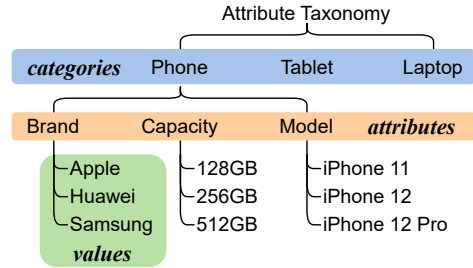 Attribute Taxonomy
categories Phone Tablet Laptop
Brand Capacity Model attributes
Apple 128GB iPhone 11
Huawei 256GB iPhone 12
Samsung 512GB iPhone 12 Pro
values